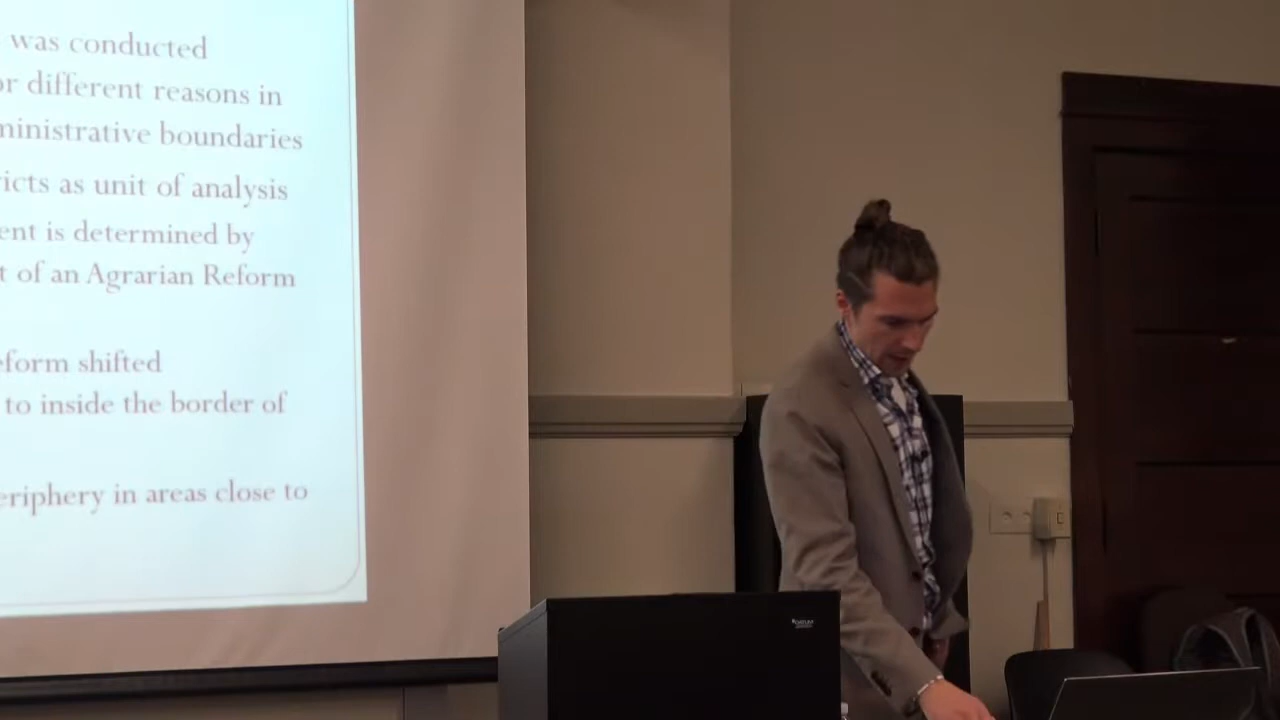 was conducted
or different reasons in
ministrative boundaries
icts as unit of analysis
ent is determined by
t of an Agrarian Reform
eform shifted
to inside the border of
eriphery in areas close to